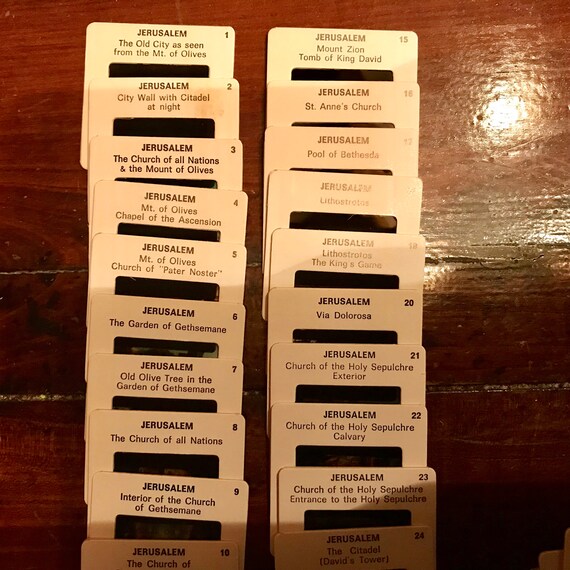 JERUSALEM 1
The Old City as seen
from the Mt. of Olives
JERUSALEM 2
City Wall with Citadel
at night
JERUSALEM 3
The Church of all Nations
& the Mount of Olives
JERUSALEM 4
Mt. of Olives
Chapel of the Ascension
JERUSALEM 5
Mt. of Olives
Church of "Pater Noster"
JERUSALEM 6
The Garden of Gethsemane
JERUSALEM 7
Old Olive Tree in the
Garden of Gethsemane
JERUSALEM 8
The Church of all Nations
JERUSALEM 9
Interior of the Church
of Gethsemane
JERUSALEM 10
The Church of
JERUSALEM 15
Mount Zion
Tomb of King David
JERUSALEM 16
St. Anne's Church
JERUSALEM 17
Pool of Bethesda
JERUSALEM
Lithostrotos
JERUSALEM 19
Lithostrotos
The King's Game
JERUSALEM 20
Via Dolorosa
JERUSALEM 21
Church of the Holy Sepulchre
Exterior
JERUSALEM 22
Church of the Holy Sepulchre
Calvary
JERUSALEM 23
Church of the Holy Sepulchre
Entrance to the Holy Sepulchre
JERUSALEM 24
The Citadel
(David's Tower)